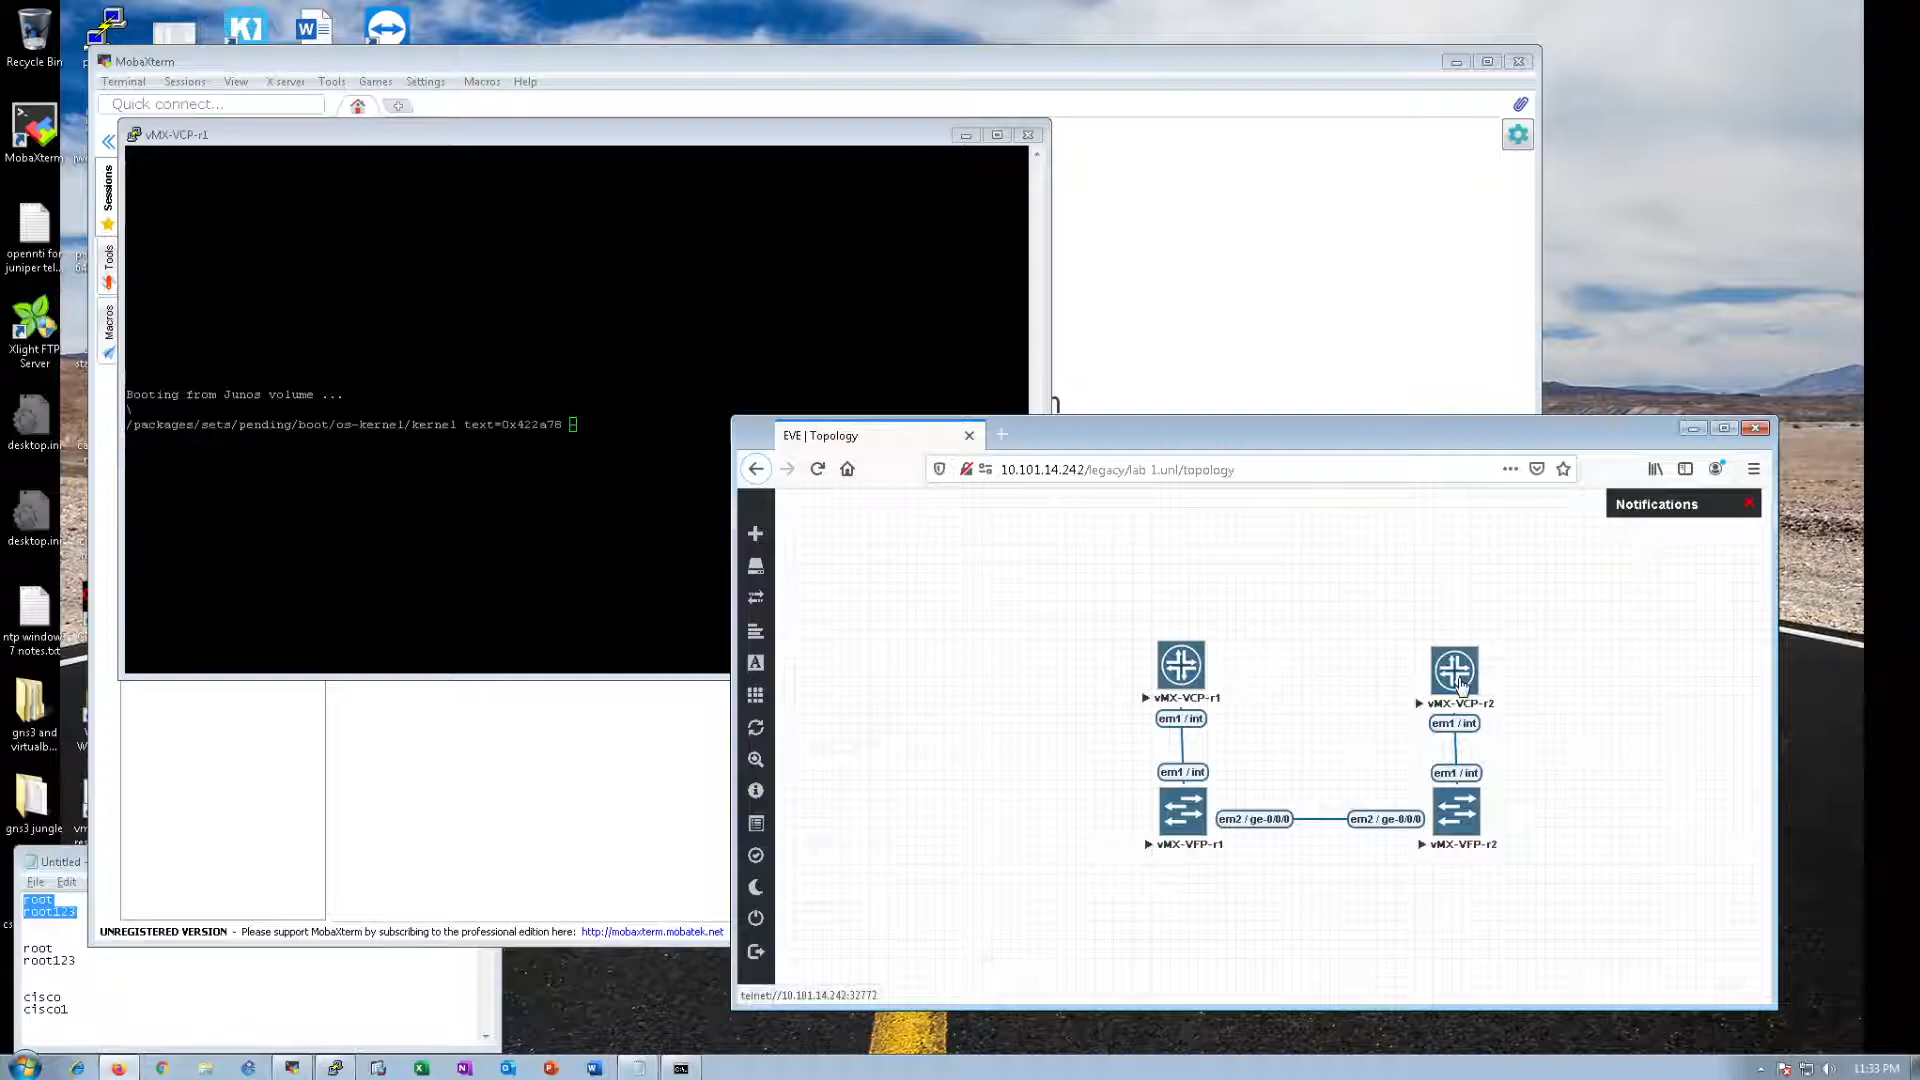 Recycle Bin
MobaXterm
Terminal Sessions View X server Tools Games Settings Macros Help
Quick connect...
vMX-VCP-r1
MobaXterm
Sessions
Tools
Macros
opennti for
juniper tel...
Xlight FTP
Server
desktop.ini
desktop.ini
ntp window
7 notes.txt
gns3 and
virtualb...
gns3 jungle
Booting from Junos volume ...
\
/packages/sets/pending/boot/os-kernel/kernel text=0x422a78
EVE | Topology
10.101.14.242/legacy/lab 1.unl/topology
Notifications
vMX-VCP-r1
em1 / int
em1 / int
vMX-VFP-r1
em2 / ge-0/0/0
em2 / ge-0/0/0
vMX-VCP-r2
em1 / int
em1 / int
vMX-VFP-r2
telnet://10.101.14.242:32772
UNREGISTERED VERSION - Please support MobaXterm by subscribing to the professional edition here: http://mobaxterm.mobatek.net
Untitled -
File Edit
root
root123
root
root123
cisco
cisco1
11:33 PM